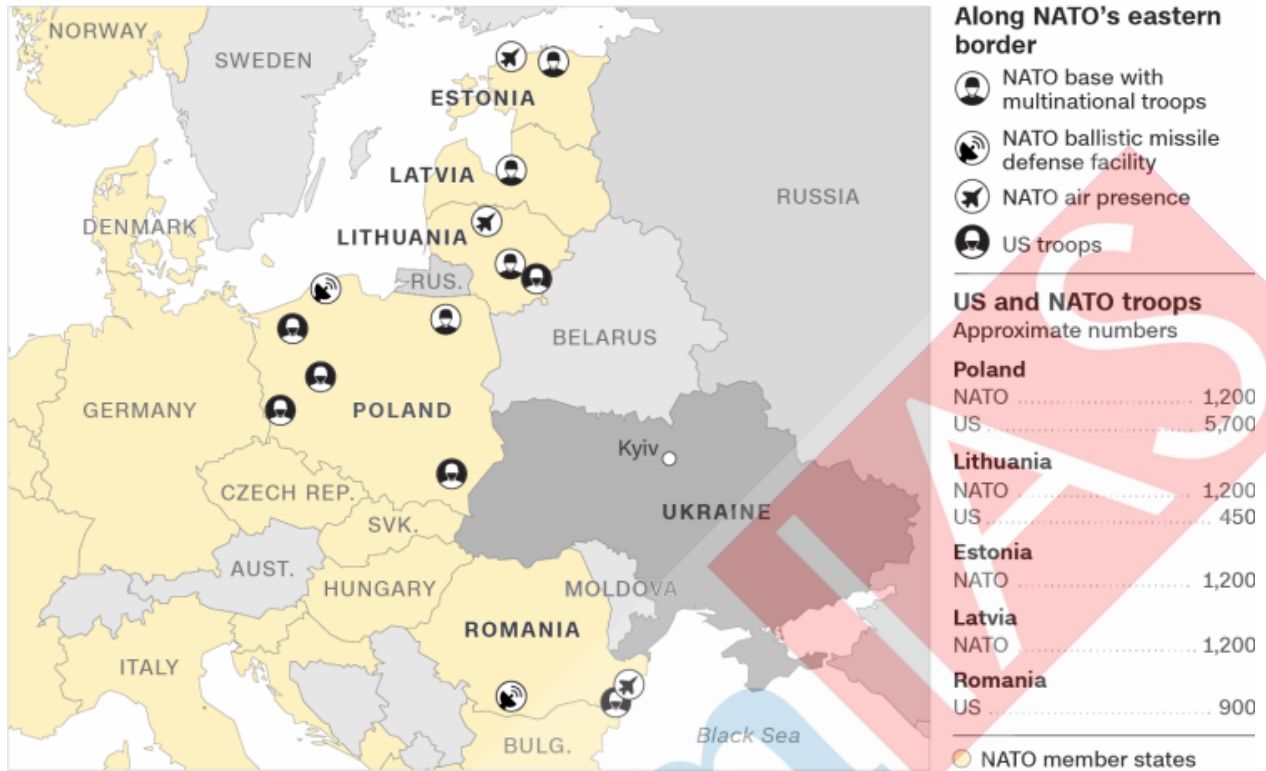 NORWAY
SWEDEN
ESTONIA
LATVIA
RUSSIA
DENMARK
LITHUANIA
RUS.
BELARUS
GERMANY
POLAND
Kyiv
CZECH REP.
UKRAINE
SVK.
AUST.
HUNGARY
MOLDOVA
ROMANIA
ITALY
Black Sea
BULG.
Along NATO's eastern
border
NATO base with
multinational troops
NATO ballistic missile
defense facility
NATO air presence
US troops
US and NATO troops
Approximate numbers
Poland
NATO 1,200
US 5,700
Lithuania
NATO 1,200
US 450
Estonia
NATO 1,200
Latvia
NATO 1,200
Romania
US 900
NATO member states
IAS